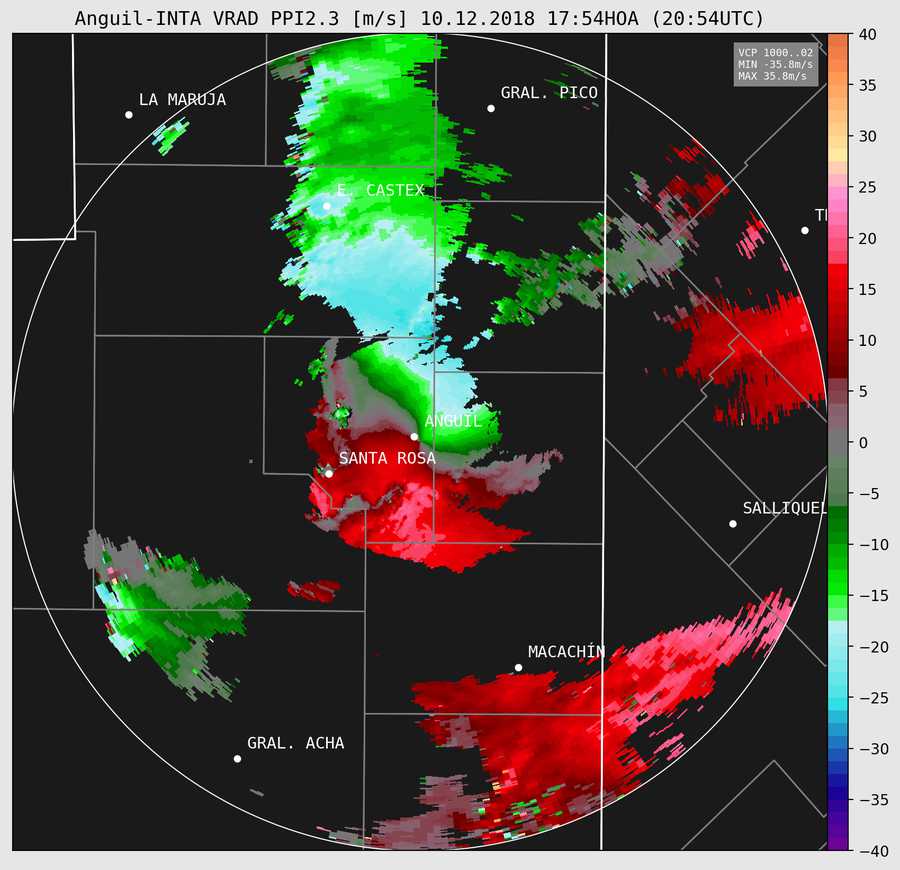 Anguil-INTA VRAD PPI2.3 [m/s] 10.12.2018 17:54HOA (20:54UTC)
VCP 1000..02
MIN -35.8m/s
MAX 35.8m/s
LA MARUJA
GRAL. PICO
E. CASTEX
TR
ANGUIL
SANTA ROSA
SALLIQUEL
MACACHÍN
GRAL. ACHA
40
35
30
25
20
15
10
5
0
−5
−10
−15
−20
−25
−30
−35
−40